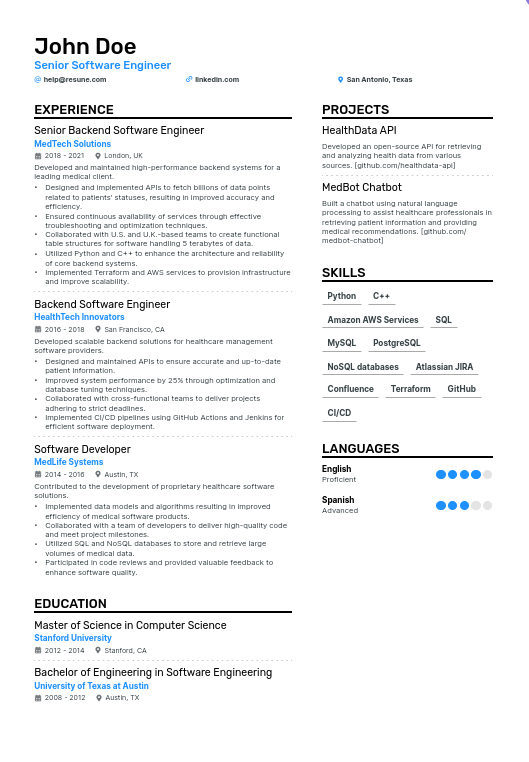 John Doe
Senior Software Engineer
@ help@resune.com
linkedin.com
San Antonio, Texas
EXPERIENCE
Senior Backend Software Engineer
MedTech Solutions
2018 - 2021 London, UK
Developed and maintained high-performance backend systems for a
leading medical client.
• Designed and implemented APIs to fetch billions of data points
related to patients' statuses, resulting in improved accuracy and
efficiency.
• Ensured continuous availability of services through effective
troubleshooting and optimization techniques.
• Collaborated with U.S. and U.K.-based teams to create functional
table structures for software handling 5 terabytes of data.
• Utilized Python and C++ to enhance the architecture and reliability
of core backend systems.
• Implemented Terraform and AWS services to provision infrastructure
and improve scalability.
Backend Software Engineer
HealthTech Innovators
2016 - 2018 San Francisco, CA
Developed scalable backend solutions for healthcare management
software providers.
• Designed and maintained APIs to ensure accurate and up-to-date
patient information.
• Improved system performance by 25% through optimization and
database tuning techniques.
• Collaborated with cross-functional teams to deliver projects
adhering to strict deadlines.
• Implemented CI/CD pipelines using GitHub Actions and Jenkins for
efficient software deployment.
Software Developer
MedLife Systems
2014 - 2016 Austin, TX
Contributed to the development of proprietary healthcare software
solutions.
• Implemented data models and algorithms resulting in improved
efficiency of medical software products.
• Collaborated with a team of developers to deliver high-quality code
and meet project milestones.
• Utilized SQL and NoSQL databases to store and retrieve large
volumes of medical data.
• Participated in code reviews and provided valuable feedback to
enhance software quality.
EDUCATION
Master of Science in Computer Science
Stanford University
2012 - 2014 Stanford, CA
Bachelor of Engineering in Software Engineering
University of Texas at Austin
2008 - 2012 Austin, TX
PROJECTS
HealthData API
Developed an open-source API for retrieving
and analyzing health data from various
sources. [github.com/healthdata-api]
MedBot Chatbot
Built a chatbot using natural language
processing to assist healthcare professionals in
retrieving patient information and providing
medical recommendations. [github.com/
medbot-chatbot]
SKILLS
Python C++
Amazon AWS Services SQL
MySQL PostgreSQL
NoSQL databases Atlassian JIRA
Confluence Terraform GitHub
CI/CD
LANGUAGES
English
Proficient
Spanish
Advanced